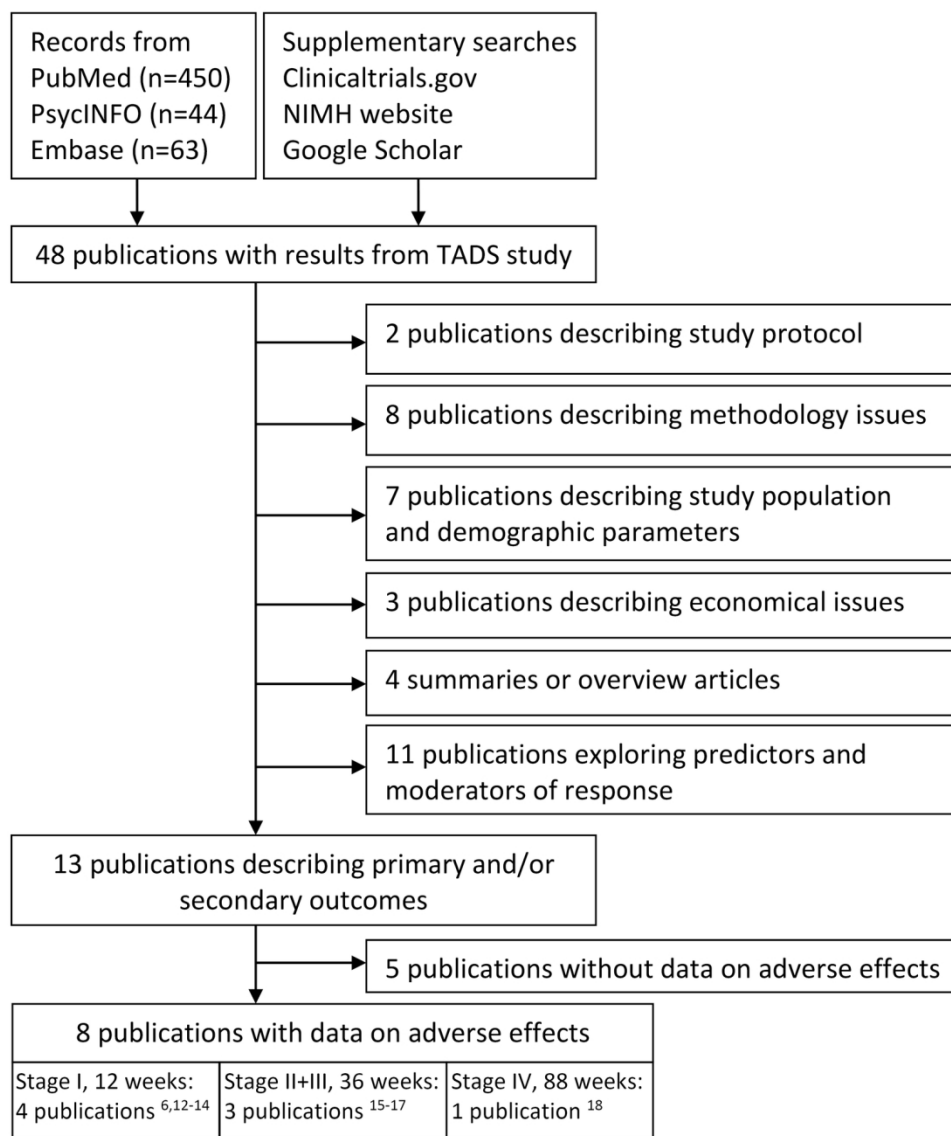 Records from
PubMed (n=450)
PsycINFO (n=44)
Embase (n=63)
Supplementary searches
Clinicaltrials.gov
NIMH website
Google Scholar
48 publications with results from TADS study
2 publications describing study protocol
8 publications describing methodology issues
7 publications describing study population
and demographic parameters
3 publications describing economical issues
4 summaries or overview articles
11 publications exploring predictors and
moderators of response
13 publications describing primary and/or
secondary outcomes
5 publications without data on adverse effects
8 publications with data on adverse effects
Stage I, 12 weeks:
4 publications 6,12-14
Stage II+III, 36 weeks:
3 publications 15-17
Stage IV, 88 weeks:
1 publication 18